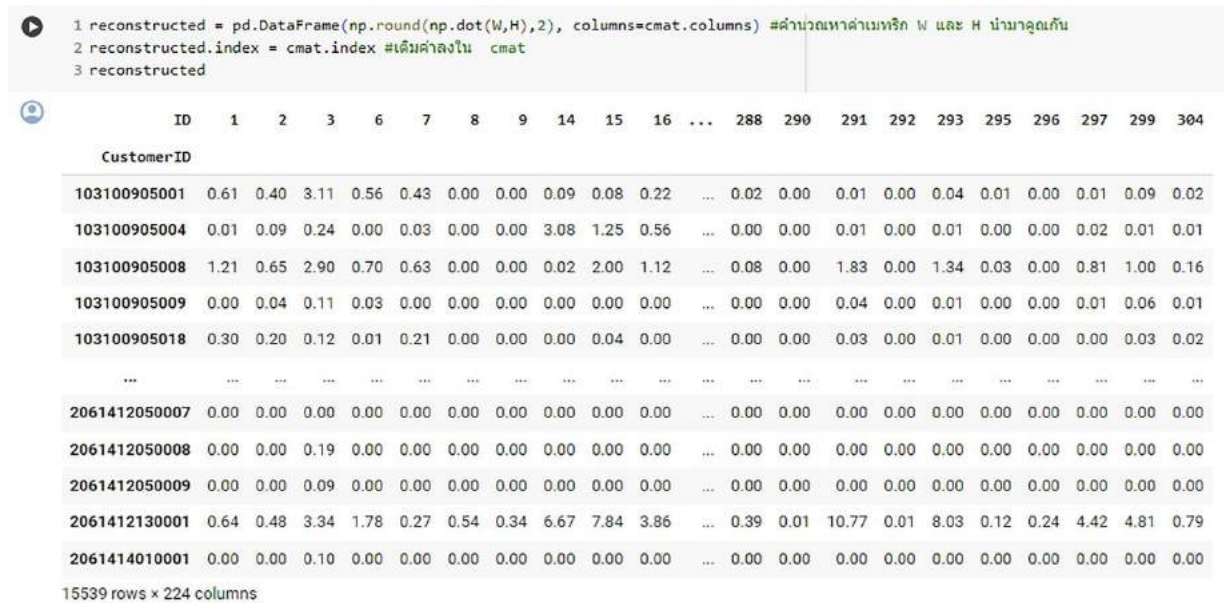 1 reconstructed = pd.DataFrame(np.round(np.dot(W,H),2), columns=cmat.columns) #คำนวณหาค่าเมทริก W และ H นำมาคูณกัน
2 reconstructed.index = cmat.index #เติมค่าลงใน cmat
3 reconstructed
ID 1 2 3 6 7 8 9 14 15 16 ... 288 290 291 292 293 295 296 297 299 304
CustomerID
103100905001 0.61 0.40 3.11 0.56 0.43 0.00 0.00 0.09 0.08 0.22 ... 0.02 0.00 0.01 0.00 0.04 0.01 0.00 0.01 0.09 0.02
103100905004 0.01 0.09 0.24 0.00 0.03 0.00 0.00 3.08 1.25 0.56 ... 0.00 0.00 0.01 0.00 0.01 0.00 0.00 0.02 0.01 0.01
103100905008 1.21 0.65 2.90 0.70 0.63 0.00 0.00 0.02 2.00 1.12 ... 0.08 0.00 1.83 0.00 1.34 0.03 0.00 0.81 1.00 0.16
103100905009 0.00 0.04 0.11 0.03 0.00 0.00 0.00 0.00 0.00 0.00 ... 0.00 0.00 0.04 0.00 0.01 0.00 0.00 0.01 0.06 0.01
103100905018 0.30 0.20 0.12 0.01 0.21 0.00 0.00 0.00 0.04 0.00 ... 0.00 0.00 0.03 0.00 0.01 0.00 0.00 0.00 0.03 0.02
... ... ... ... ... ... ... ... ... ... ... ... ... ... ... ... ... ... ... ... ... ...
2061412050007 0.00 0.00 0.00 0.00 0.00 0.00 0.00 0.00 0.00 0.00 ... 0.00 0.00 0.00 0.00 0.00 0.00 0.00 0.00 0.00 0.00
2061412050008 0.00 0.00 0.19 0.00 0.00 0.00 0.00 0.00 0.00 0.00 ... 0.00 0.00 0.00 0.00 0.00 0.00 0.00 0.00 0.00 0.00
2061412050009 0.00 0.00 0.09 0.00 0.00 0.00 0.00 0.00 0.00 0.00 ... 0.00 0.00 0.00 0.00 0.00 0.00 0.00 0.00 0.00 0.00
2061412130001 0.64 0.48 3.34 1.78 0.27 0.54 0.34 6.67 7.84 3.86 ... 0.39 0.01 10.77 0.01 8.03 0.12 0.24 4.42 4.81 0.79
2061414010001 0.00 0.00 0.10 0.00 0.00 0.00 0.00 0.00 0.00 0.00 ... 0.00 0.00 0.00 0.00 0.00 0.00 0.00 0.00 0.00 0.00
15539 rows × 224 columns